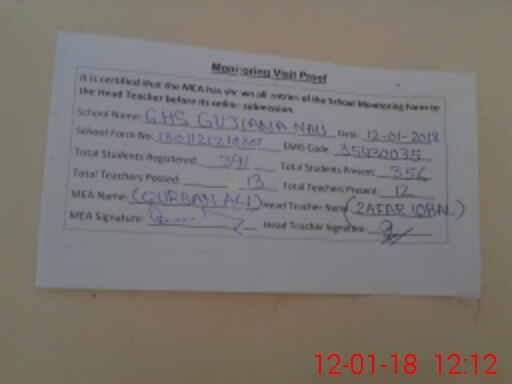 Monitoring Visit Proof
It is certified that the MEA has shown all entries of the School Monitoring Form to
the Head Teacher before its online submission.
School Name: GHS GUJIANA NAU Date: 12-01-2018
School Form No: EMIS Code: 35430035
Total Students Registered: 391 Total Students Present: 356
Total Teachers Posted: 13 Total Teachers Present: 12
MEA Name: (QURBAN ALI) Head Teacher Name: (ZAFAR IQBAL)
MEA Signature: Head Teacher Signature:
12-01-18 12:12